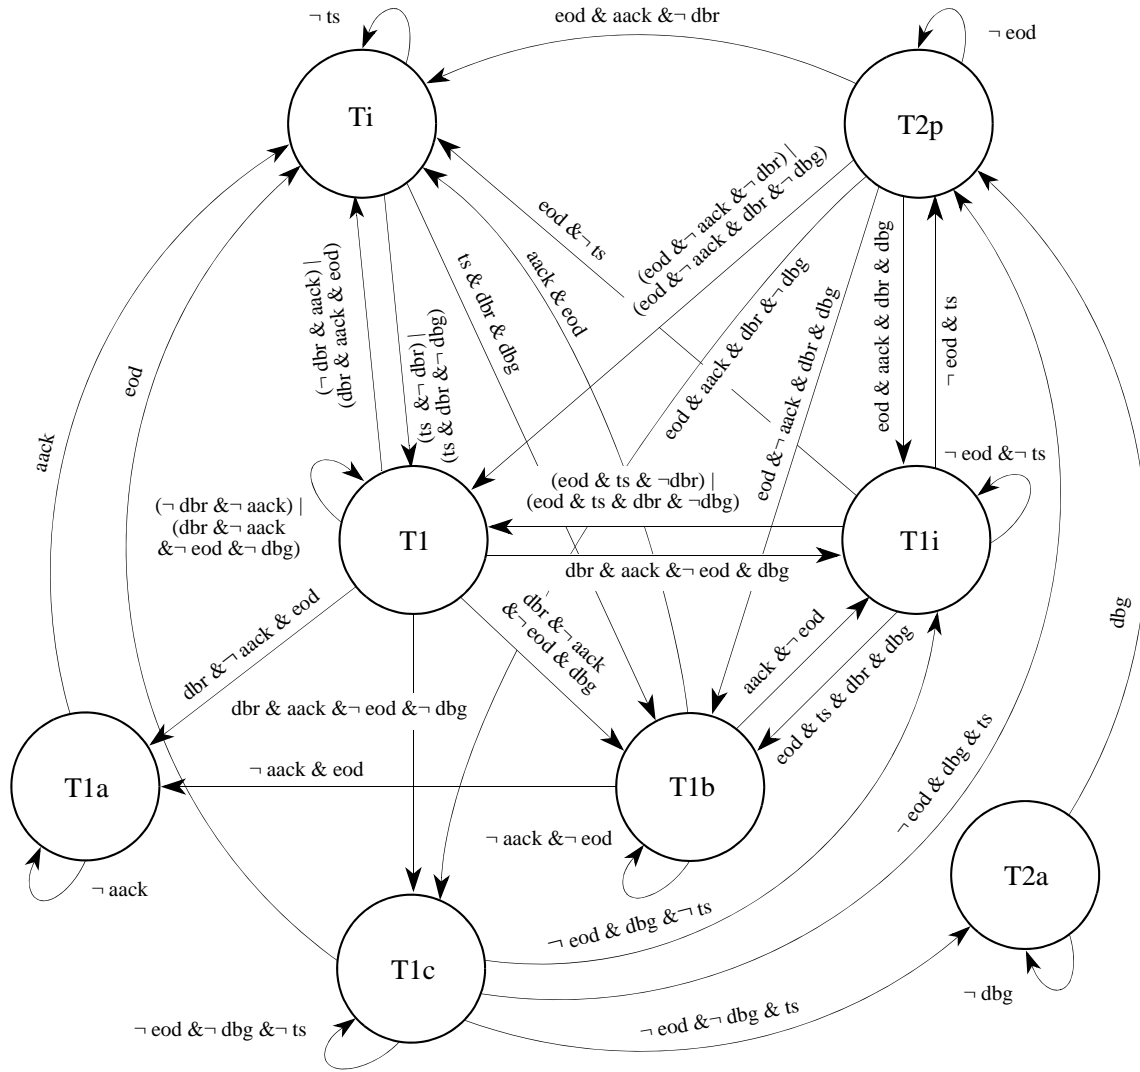 ¬ ts
eod & aack &¬ dbr
¬ eod
Ti
T2p
(eod &¬ aack &¬ dbr) |
(eod &¬ aack & dbr &¬ dbg)
eod &¬ ts
ts & dbr & dbg
aack & eod
(¬ dbr & aack) |
(dbr & aack & eod)
(ts &¬ dbr) |
(ts & dbr &¬ dbg)
eod & aack & dbr &¬ dbg
eod &¬ aack & dbr & dbg
eod & aack & dbr & dbg
¬ eod & ts
eod
aack
¬ eod &¬ ts
(eod & ts &¬dbr) |
(eod & ts & dbr &¬dbg)
(¬ dbr &¬ aack) |
(dbr &¬ aack
&¬ eod &¬ dbg)
T1
T1i
dbr & aack &¬ eod & dbg
dbr &¬ aack & eod
dbr &¬ aack
&¬ eod & dbg
aack &¬ eod
eod & ts & dbr & dbg
dbg
dbr & aack &¬ eod &¬ dbg
¬ eod & dbg & ts
¬ aack & eod
T1a
T1b
¬ aack &¬ eod
T2a
¬ aack
¬ eod & dbg &¬ ts
T1c
¬ dbg
¬ eod &¬ dbg &¬ ts
¬ eod &¬ dbg & ts